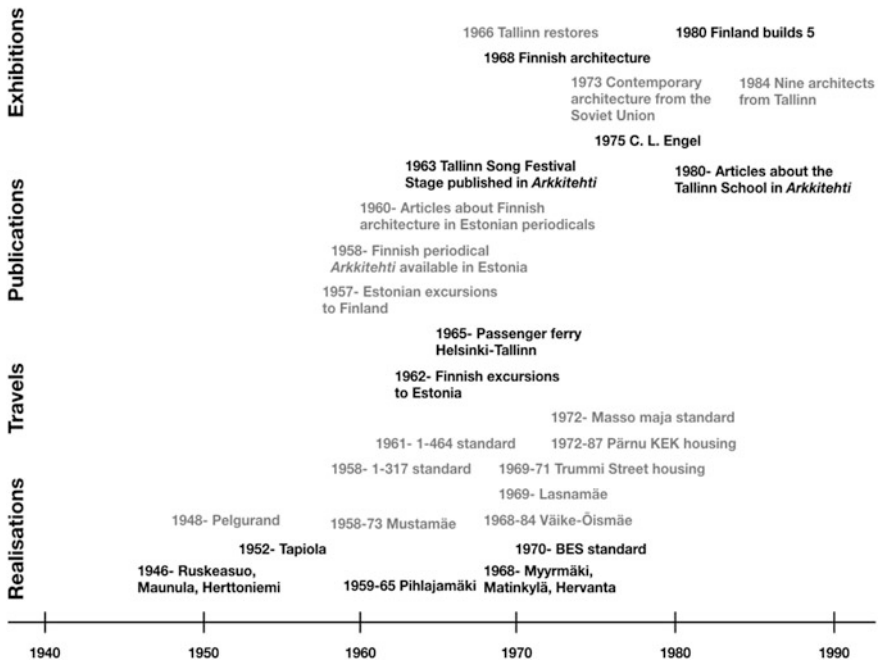 Exhibitions
1966 Tallinn restores
1980 Finland builds 5
1968 Finnish architecture
1973 Contemporary
architecture from the
Soviet Union
1984 Nine architects
from Tallinn
1975 C. L. Engel
Publications
1963 Tallinn Song Festival
Stage published in Arkkitehti
1980- Articles about the
Tallinn School in Arkkitehti
1960- Articles about Finnish
architecture in Estonian periodicals
1958- Finnish periodical
Arkkitehti available in Estonia
1957- Estonian excursions
to Finland
Travels
1965- Passenger ferry
Helsinki-Tallinn
1962- Finnish excursions
to Estonia
1972- Masso maja standard
1961- 1-464 standard
1972-87 Pärnu KEK housing
1958- 1-317 standard
1969-71 Trummi Street housing
1969- Lasnamäe
Realisations
1948- Pelgurand
1958-73 Mustamäe
1968-84 Väike-Õismäe
1952- Tapiola
1970- BES standard
1946- Ruskeasuo,
Maunula, Herttoniemi
1959-65 Pihlajamäki
1968- Myyrmäki,
Matinkylä, Hervanta
1940
1950
1960
1970
1980
1990